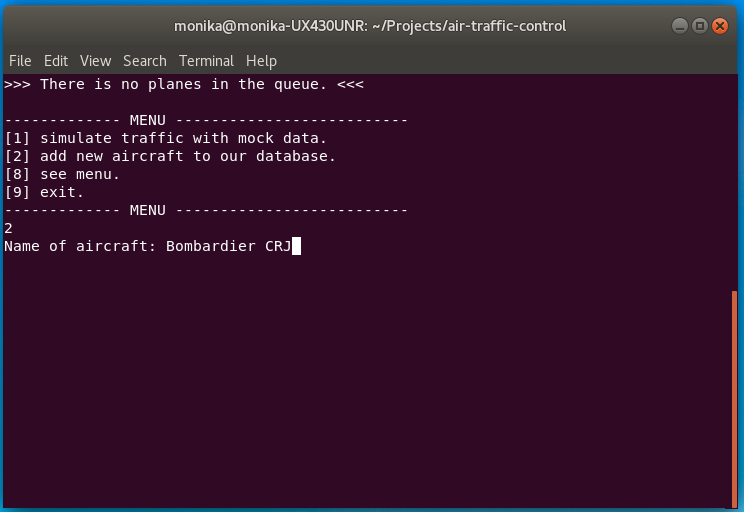 monika@monika-UX430UNR: ~/Projects/air-traffic-control
File Edit View Search Terminal Help
>>> There is no planes in the queue. <<<
------------- MENU --------------------------
[1] simulate traffic with mock data.
[2] add new aircraft to our database.
[8] see menu.
[9] exit.
------------- MENU --------------------------
2
Name of aircraft: Bombardier CRJ